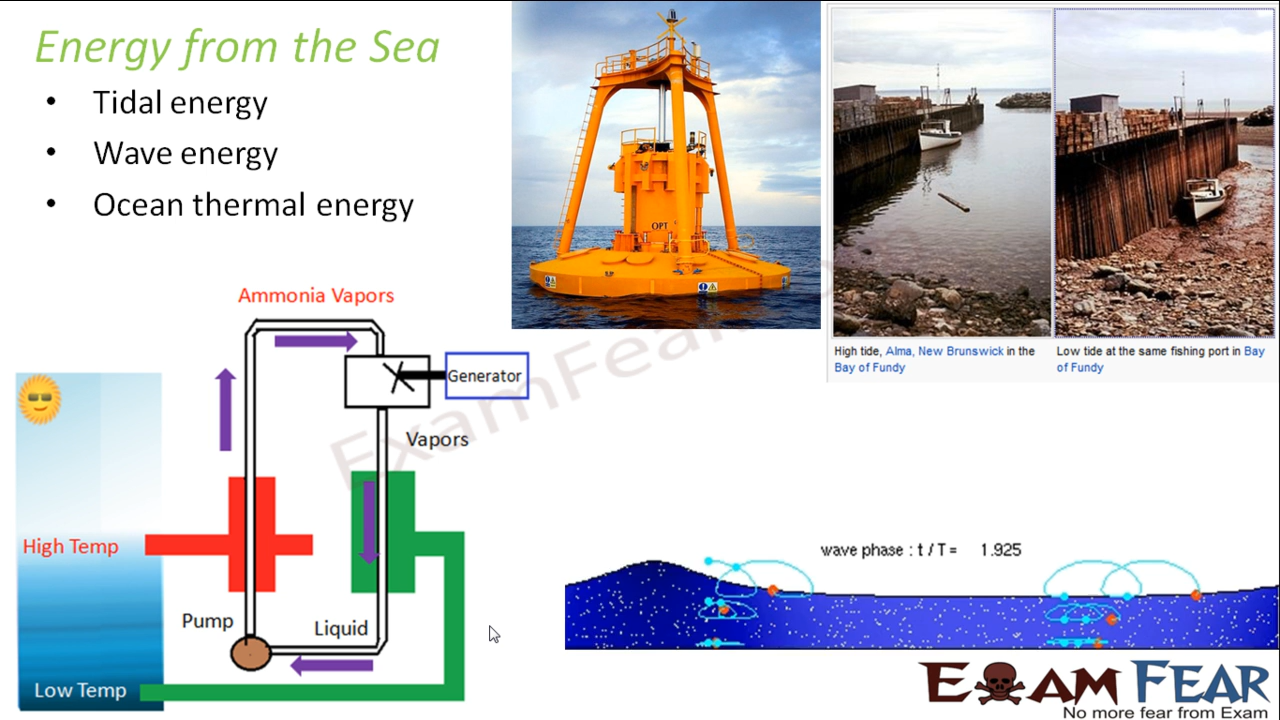 Energy from the Sea
• Tidal energy
• Wave energy
• Ocean thermal energy
OPT
High tide, Alma, New Brunswick in the
Bay of Fundy
Low tide at the same fishing port in Bay
of Fundy
Ammonia Vapors
Generator
Vapors
High Temp
Pump
Liquid
Low Temp
wave phase : t / T = 1.925
ExamFear
EXAM FEAR
No more fear from Exam